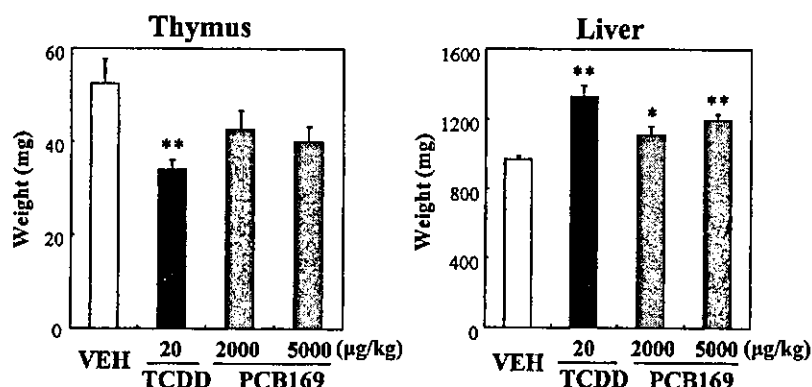 Thymus
Weight (mg)
60
40
20
0
**
VEH
20
2000
5000 (μg/kg)
TCDD
PCB169
Liver
Weight (mg)
1600
1200
800
400
0
**
*
**
VEH
20
2000
5000 (μg/kg)
TCDD
PCB169